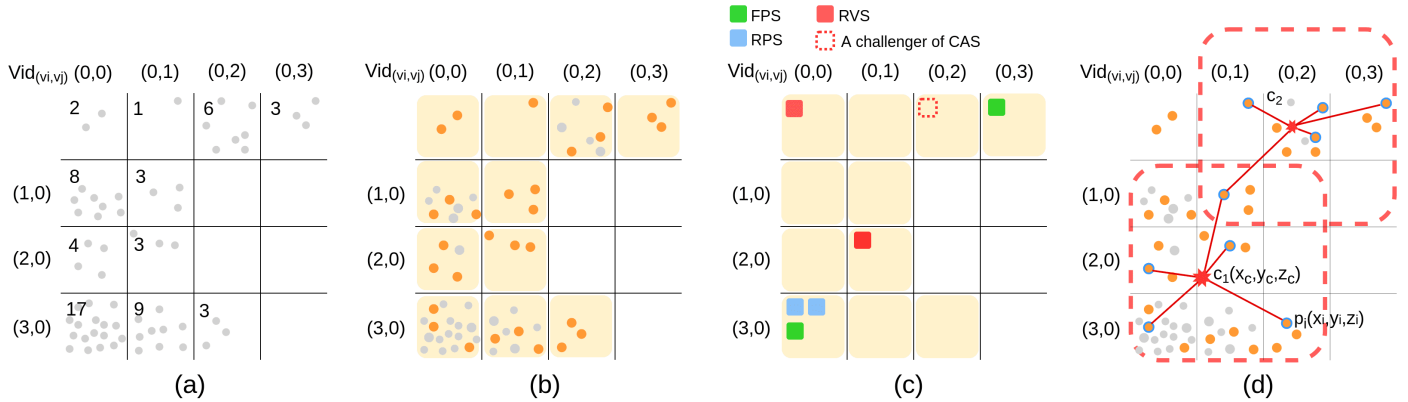 FPS RVS
RPS A challenger of CAS
Vid(vi,vj) (0,0) (0,1) (0,2) (0,3)
2 1 6 3
8 3
(1,0)
4 3
(2,0)
17 9 3
(3,0)
(a)
Vid(vi,vj) (0,0) (0,1) (0,2) (0,3)
(1,0)
(2,0)
(3,0)
(b)
Vid(vi,vj) (0,0) (0,1) (0,2) (0,3)
(1,0)
(2,0)
(3,0)
(c)
Vid(vi,vj) (0,0) (0,1) (0,2) (0,3)
c2
(1,0)
(2,0)
c1(xc,yc,zc)
(3,0)
pi(xi,yi,zi)
(d)